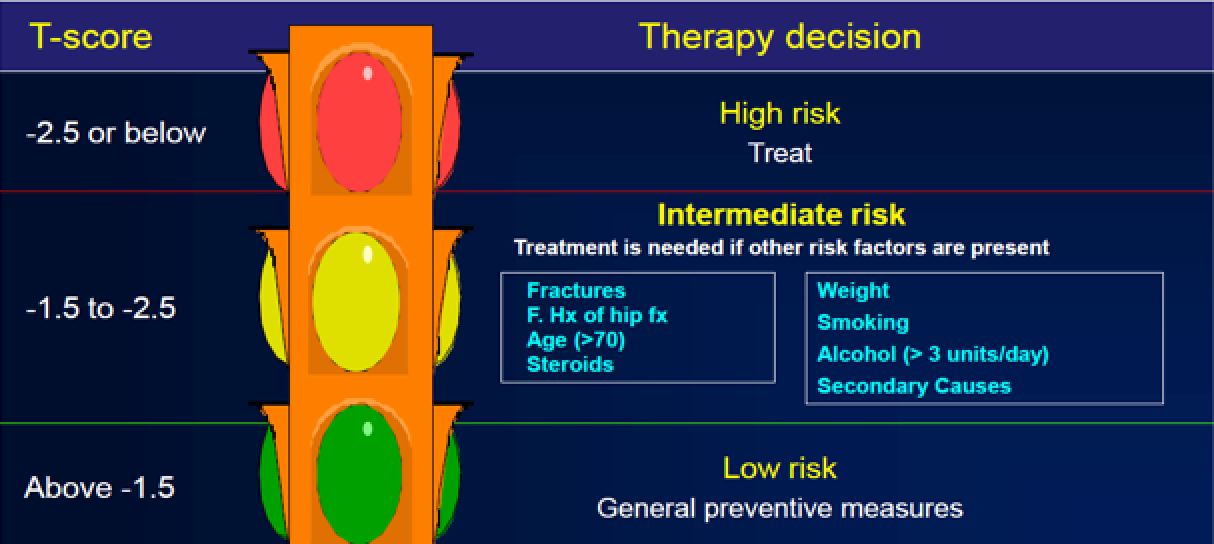 T-score
Therapy decision
-2.5 or below
High risk
Treat
-1.5 to -2.5
Intermediate risk
Treatment is needed if other risk factors are present
Fractures
F. Hx of hip fx
Age (>70)
Steroids
Weight
Smoking
Alcohol (> 3 units/day)
Secondary Causes
Above -1.5
Low risk
General preventive measures